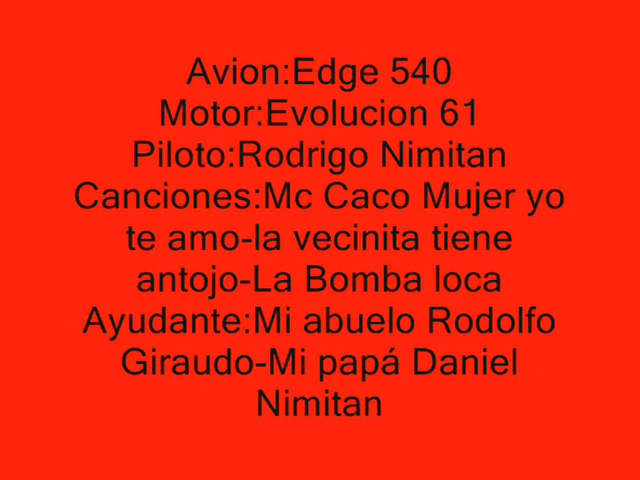 Avion:Edge 540
Motor:Evolucion 61
Piloto:Rodrigo Nimitan
Canciones:Mc Caco Mujer yo
te amo-la vecinita tiene
antojo-La Bomba loca
Ayudante:Mi abuelo Rodolfo
Giraudo-Mi papá Daniel
Nimitan